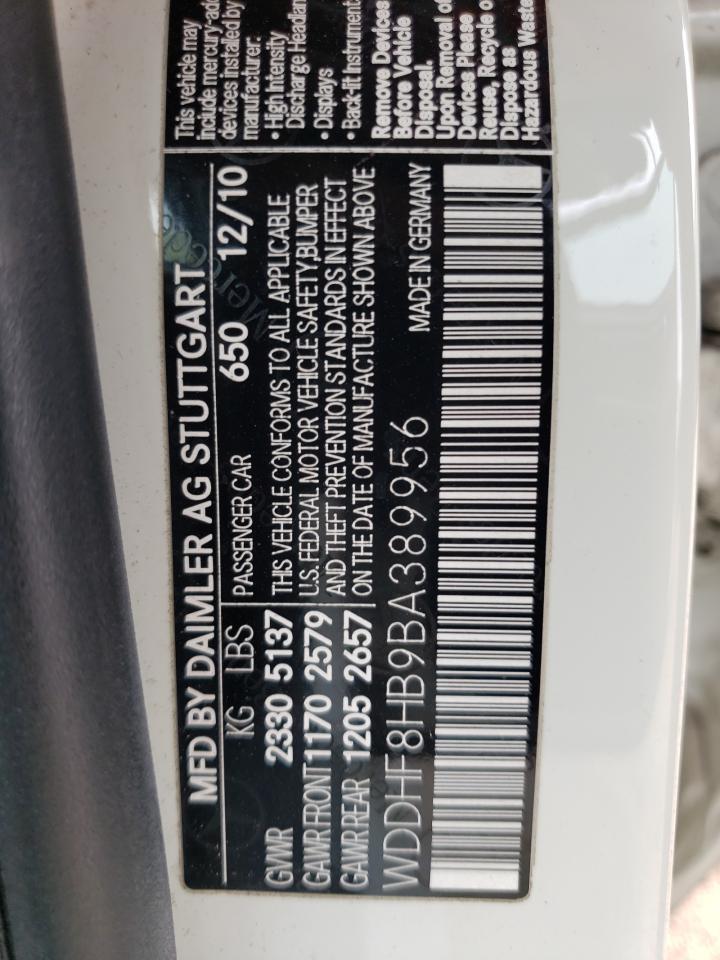 MFD BY DAIMLER AG STUTTGART
KG LBS PASSENGER CAR 650 12/10
GVWR 2330 5137 THIS VEHICLE CONFORMS TO ALL APPLICABLE
U.S. FEDERAL MOTOR VEHICLE SAFETY, BUMPER
GAWR FRONT 1170 2579 AND THEFT PREVENTION STANDARDS IN EFFECT
GAWR REAR 1205 2657 ON THE DATE OF MANUFACTURE SHOWN ABOVE
WDDHF8HB9BA389956 MADE IN GERMANY
This vehicle may
include
devices installed by
manufacturer:
• High Intensity
Discharge
• Displays
• Back-lit
Remove Devices
Before Vehicle
Disposal.
Upon Removal of
Devices Please
Reuse, Recycle
Dispose as
Hazardous